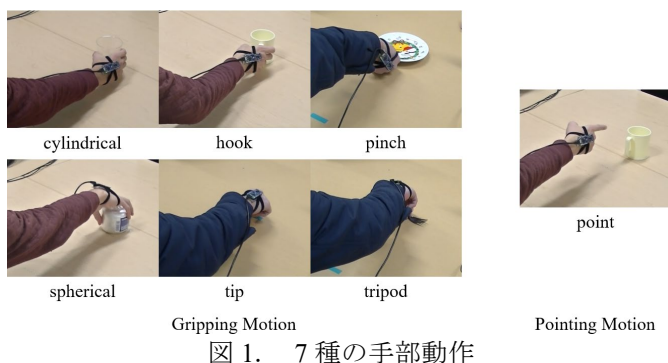 cylindrical
hook
pinch
point
spherical
tip
tripod
Gripping Motion
Pointing Motion
図 1. 7 種の手部動作